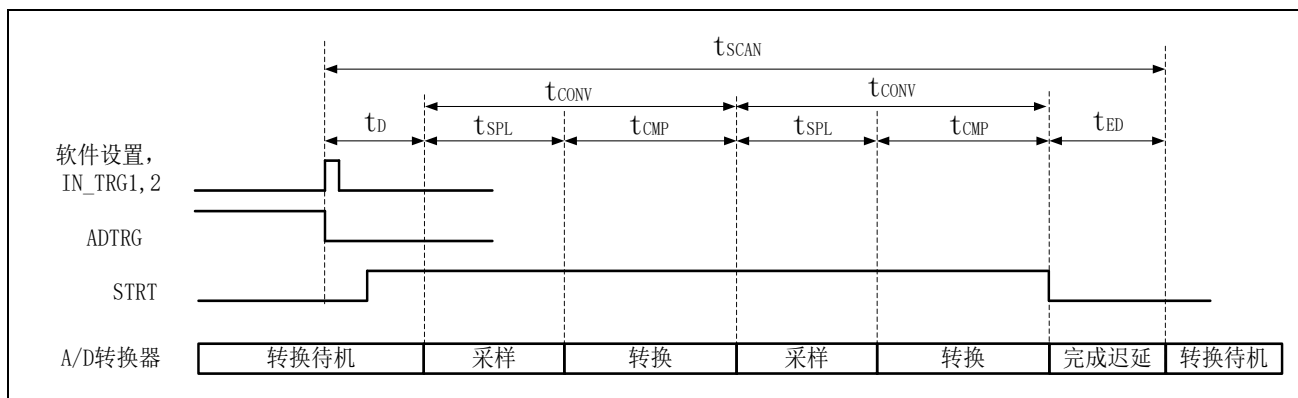 tSCAN
tCONV tCONV
tD tSPL tCMP tSPL tCMP tED
软件设置，
IN_TRG1,2
ADTRG
STRT
A/D转换器 转换待机 采样 转换 采样 转换 完成迟延 转换待机